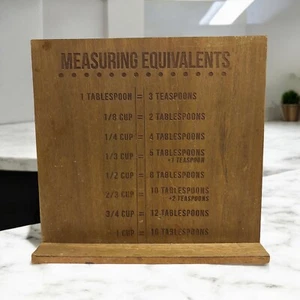 MEASURING EQUIVALENTS
1 TABLESPOON = 3 TEASPOONS
1/8 CUP = 2 TABLESPOONS
1/4 CUP = 4 TABLESPOONS
1/3 CUP = 5 TABLESPOONS
+1 TEASPOON
1/2 CUP = 8 TABLESPOONS
2/3 CUP = 10 TABLESPOONS
+2 TEASPOONS
3/4 CUP = 12 TABLESPOONS
1 CUP = 16 TABLESPOONS